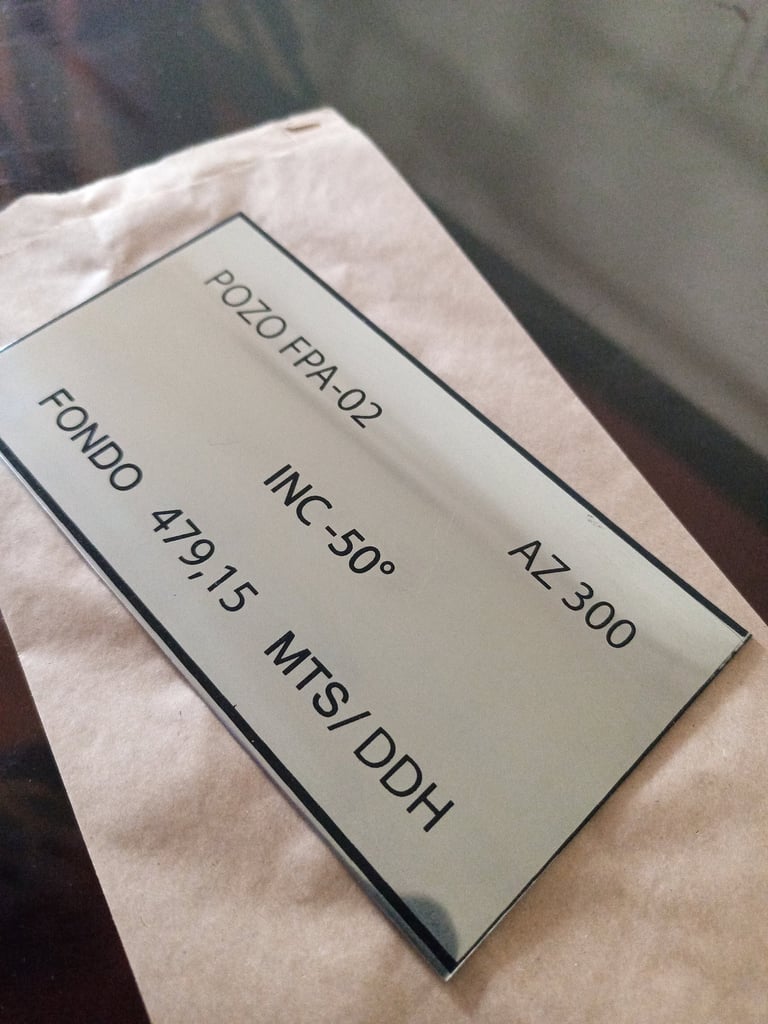 POZO FPA-02
INC -50° AZ 300
FONDO 479,15 MTS/DDH